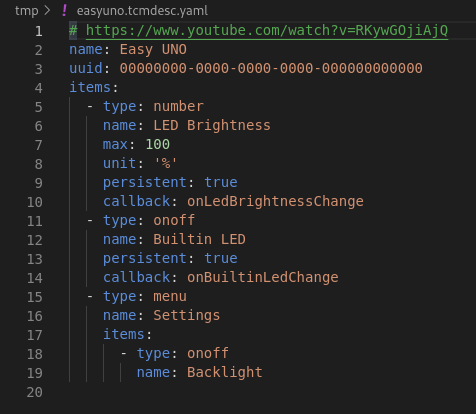 tmp > ! easyuno.tcmdesc.yaml
1 # https://www.youtube.com/watch?v=RKywGOjiAjQ
2 name: Easy UNO
3 uuid: 00000000-0000-0000-0000-000000000000
4 items:
5   - type: number
6     name: LED Brightness
7     max: 100
8     unit: '%'
9     persistent: true
10     callback: onLedBrightnessChange
11   - type: onoff
12     name: Builtin LED
13     persistent: true
14     callback: onBuiltinLedChange
15   - type: menu
16     name: Settings
17     items:
18       - type: onoff
19         name: Backlight
20